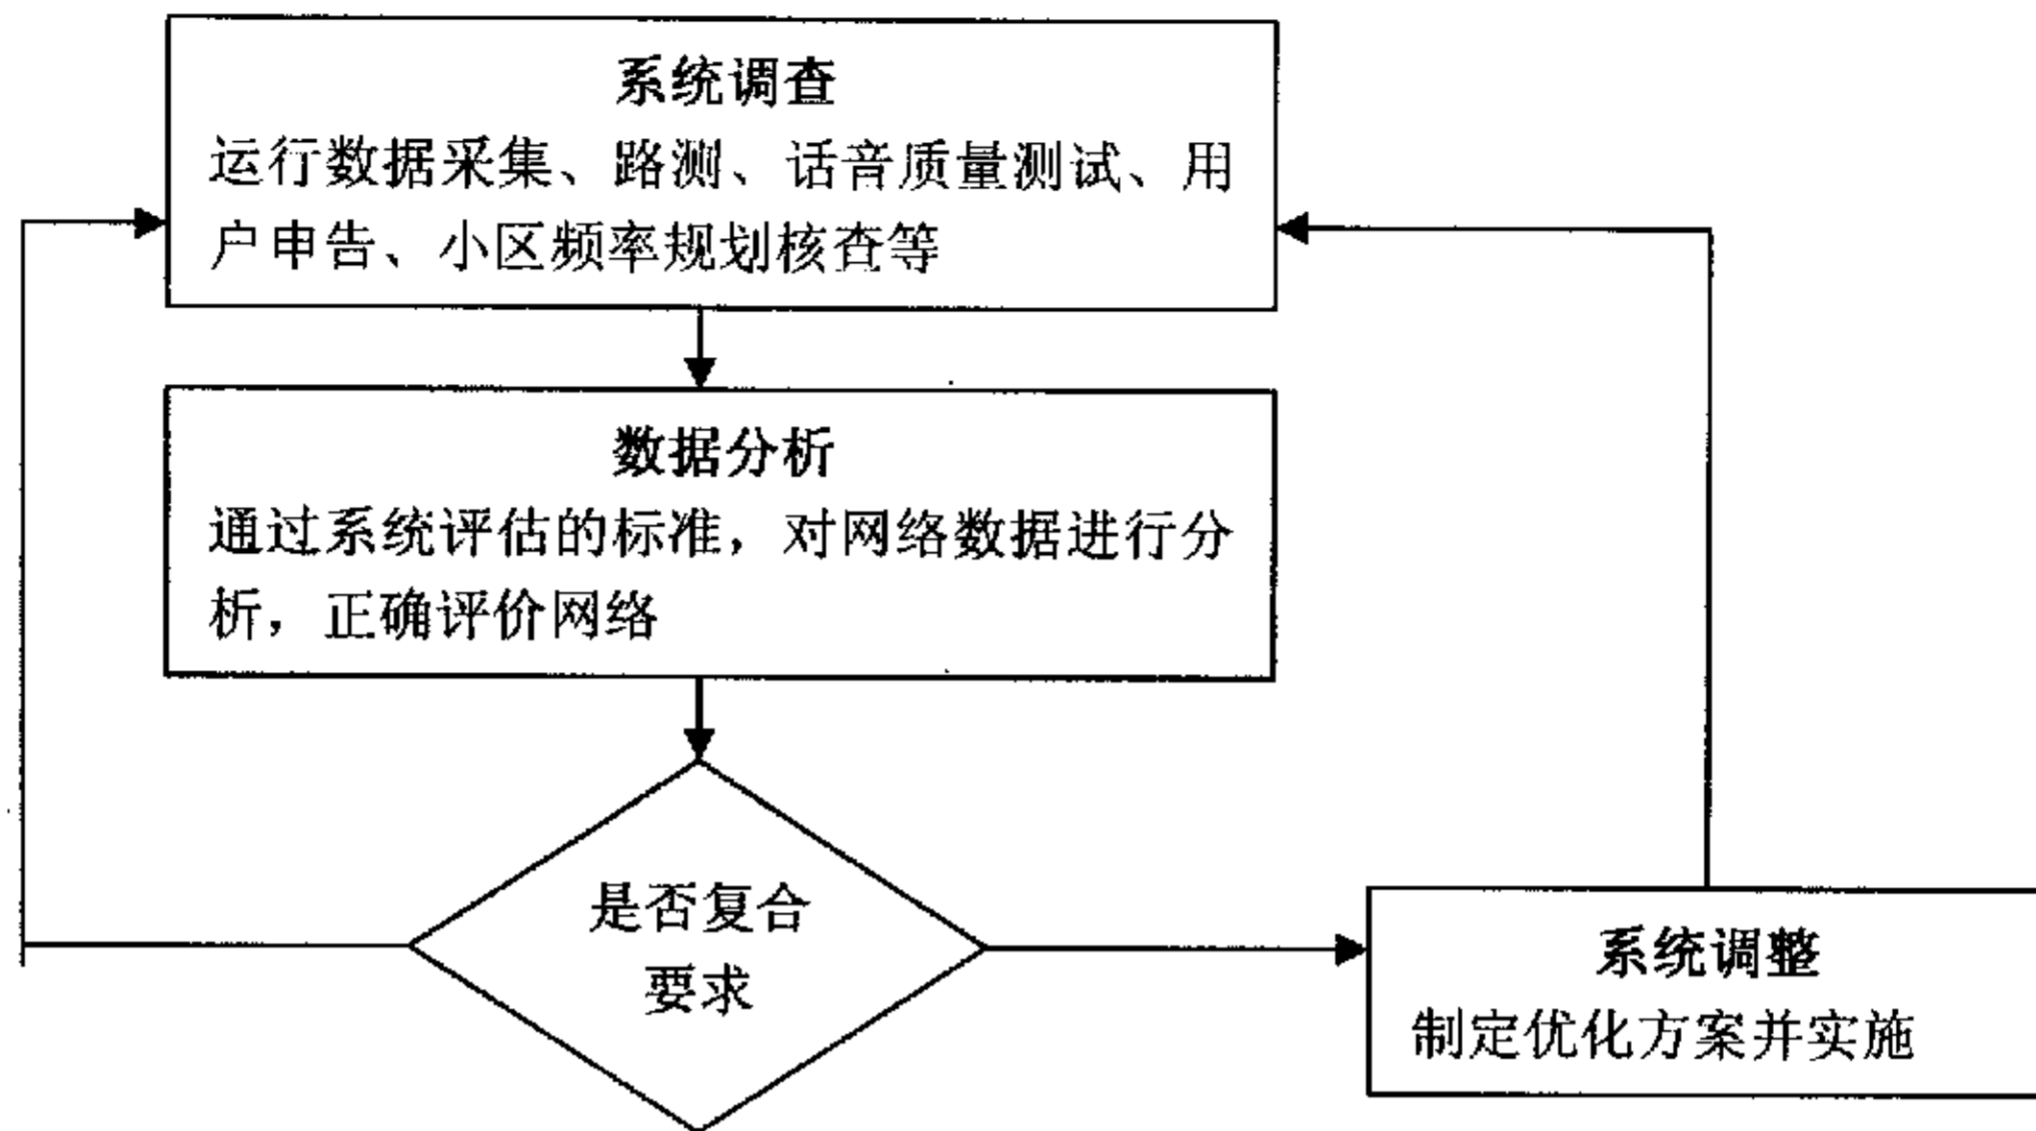 系统调查
运行数据采集、路测、话音质量测试、用
户申告、小区频率规划核查等
数据分析
通过系统评估的标准，对网络数据进行分
析，正确评价网络
是否复合
要求
系统调整
制定优化方案并实施